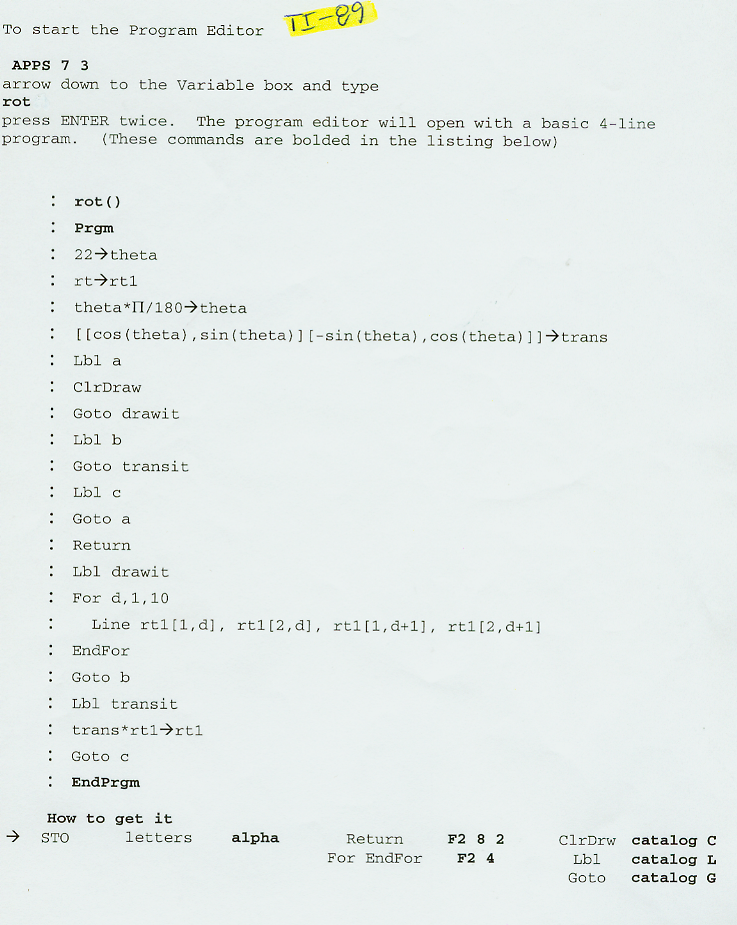 To start the Program Editor TI-89
APPS 7 3
arrow down to the Variable box and type
rot
press ENTER twice. The program editor will open with a basic 4-line
program. (These commands are bolded in the listing below)
: rot()
: Prgm
: 22→theta
: rt→rt1
: theta*Π/180→theta
: [[cos(theta),sin(theta)][-sin(theta),cos(theta)]]→trans
: Lbl a
: ClrDraw
: Goto drawit
: Lbl b
: Goto transit
: Lbl c
: Goto a
: Return
: Lbl drawit
: For d,1,10
: Line rt1[1,d], rt1[2,d], rt1[1,d+1], rt1[2,d+1]
: EndFor
: Goto b
: Lbl transit
: trans*rt1→rt1
: Goto c
: EndPrgm
How to get it
→ STO letters alpha Return F2 8 2 ClrDrw catalog C
For EndFor F2 4 Lbl catalog L
Goto catalog G